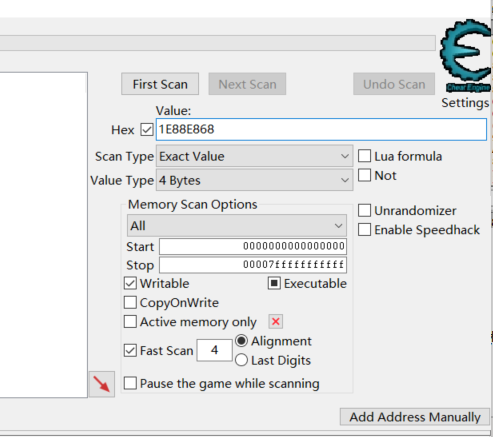 First Scan Next Scan Undo Scan
Cheat Engine
Settings
Value:
Hex 1E88E868
Scan Type Exact Value Lua formula
Value Type 4 Bytes Not
Memory Scan Options
All Unrandomizer
Start 0000000000000000 Enable Speedhack
Stop 00007fffffffffff
Writable Executable
CopyOnWrite
Active memory only
Fast Scan 4 Alignment
Last Digits
Pause the game while scanning
Add Address Manually